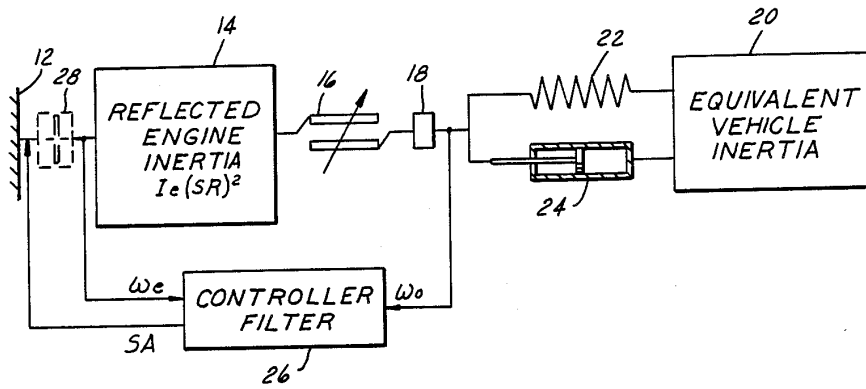 12
28
14
REFLECTED
ENGINE
INERTIA
Ie(SR)²
16
18
22
24
20
EQUIVALENT
VEHICLE
INERTIA
ωe
CONTROLLER
FILTER
ωo
SA
26